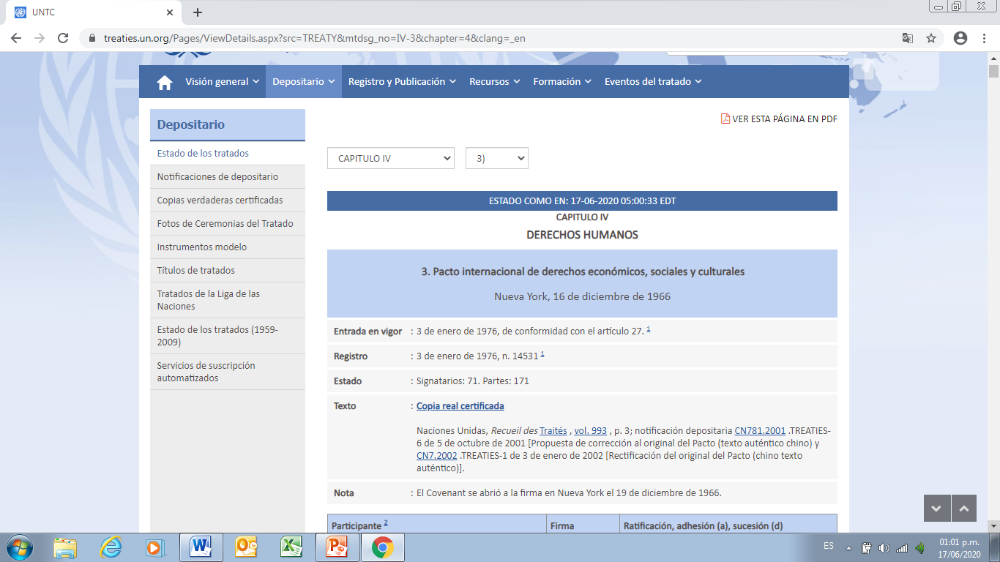 UNTC
treaties.un.org/Pages/ViewDetails.aspx?src=TREATY&mtdsg_no=IV-3&chapter=4&clang=_en
Visión general
Depositario
Registro y Publicación
Recursos
Formación
Eventos del tratado
Depositario
Estado de los tratados
Notificaciones de depositario
Copias verdaderas certificadas
Fotos de Ceremonias del Tratado
Instrumentos modelo
Títulos de tratados
Tratados de la Liga de las
Naciones
Estado de los tratados (1959-
2009)
Servicios de suscripción
automatizados
VER ESTA PÁGINA EN PDF
CAPITULO IV
3)
ESTADO COMO EN: 17-06-2020 05:00:33 EDT
CAPITULO IV
DERECHOS HUMANOS
3. Pacto internacional de derechos económicos, sociales y culturales
Nueva York, 16 de diciembre de 1966
Entrada en vigor : 3 de enero de 1976, de conformidad con el artículo 27. 1
Registro : 3 de enero de 1976, n. 14531 1
Estado : Signatarios: 71. Partes: 171
Texto : Copia real certificada
Naciones Unidas, Recueil des Traités , vol. 993 , p. 3; notificación depositaria CN781.2001 .TREATIES-
6 de 5 de octubre de 2001 [Propuesta de corrección al original del Pacto (texto auténtico chino) y
CN7.2002 .TREATIES-1 de 3 de enero de 2002 [Rectificación del original del Pacto (chino texto
auténtico)].
Nota : El Covenant se abrió a la firma en Nueva York el 19 de diciembre de 1966.
Participante 2
Firma
Ratificación, adhesión (a), sucesión (d)
ES
01:01 p.m.
17/06/2020